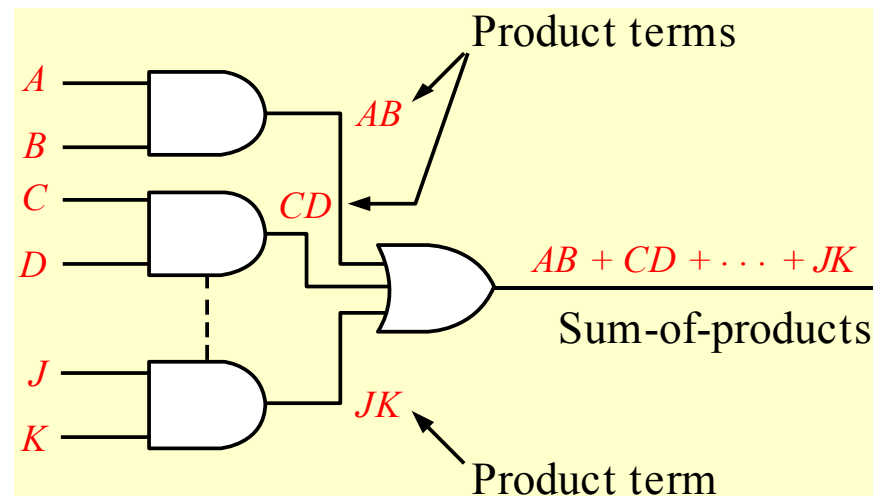 Product terms
A
B
AB
C
D
CD
AB + CD + · · · + JK
Sum-of-products
J
K
JK
Product term